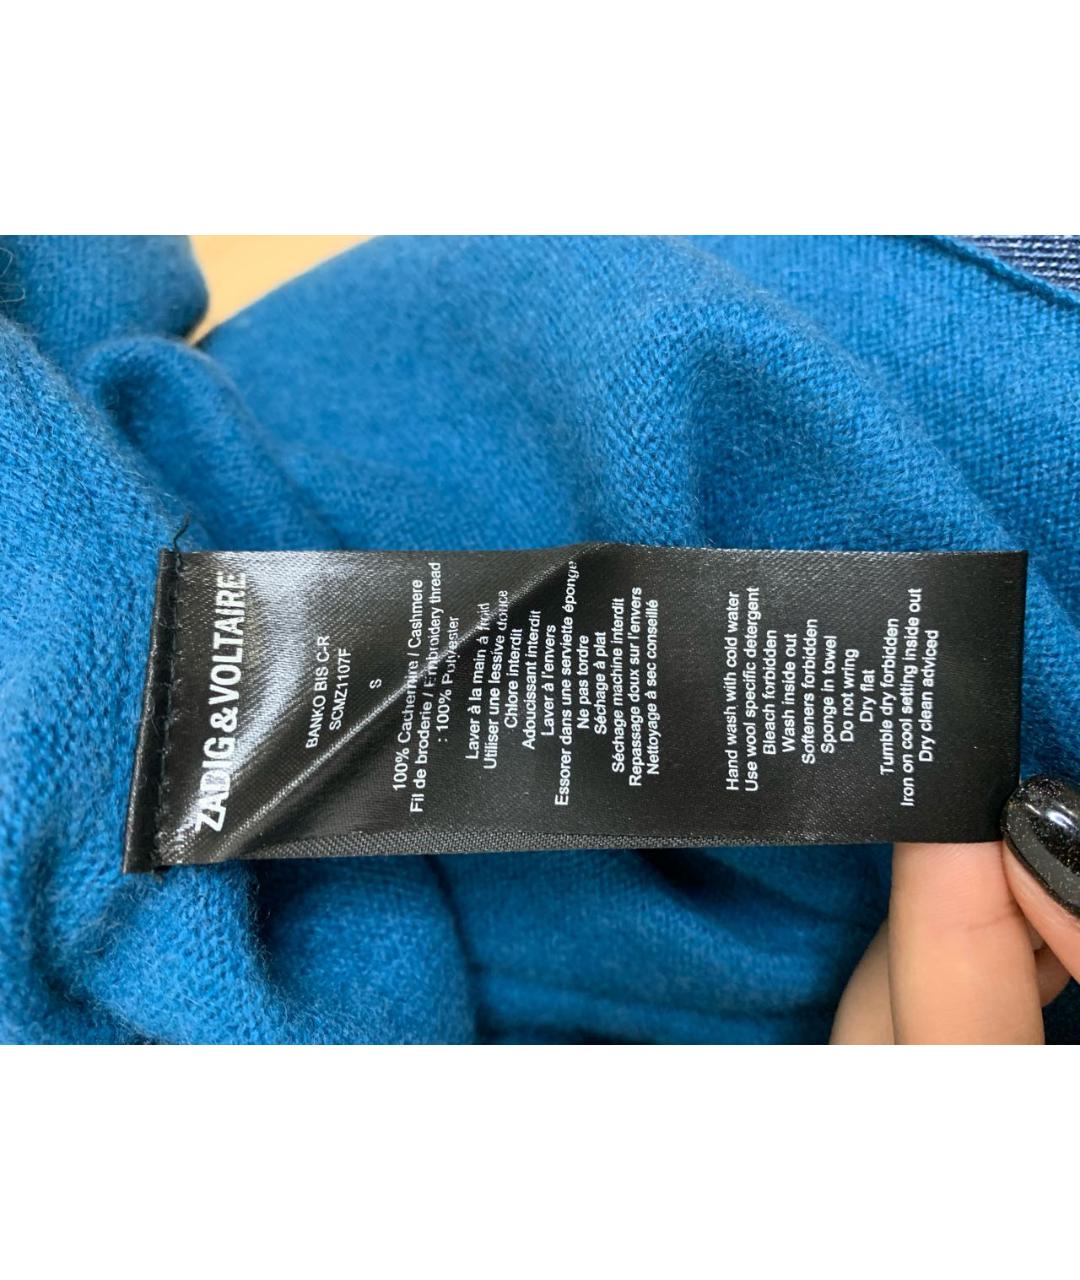 ZADIG & VOLTAIRE
BANKO BIS C-R
SCMZ1107F
S
100% Cachemire / Cashmere
Fil de broderie / Embroidery thread
: 100% Polyester
Laver à la main à froid
Utiliser une lessive douce
Chlore interdit
Adoucissant interdit
Laver à l'envers
Essorer dans une serviette éponge
Ne pas tordre
Séchage à plat
Séchage machine interdit
Repassage doux sur l'envers
Nettoyage à sec conseillé
Hand wash with cold water
Use wool specific detergent
Bleach forbidden
Wash inside out
Softeners forbidden
Sponge in towel
Do not wring
Dry flat
Tumble dry forbidden
Iron on cool setting inside out
Dry clean advised